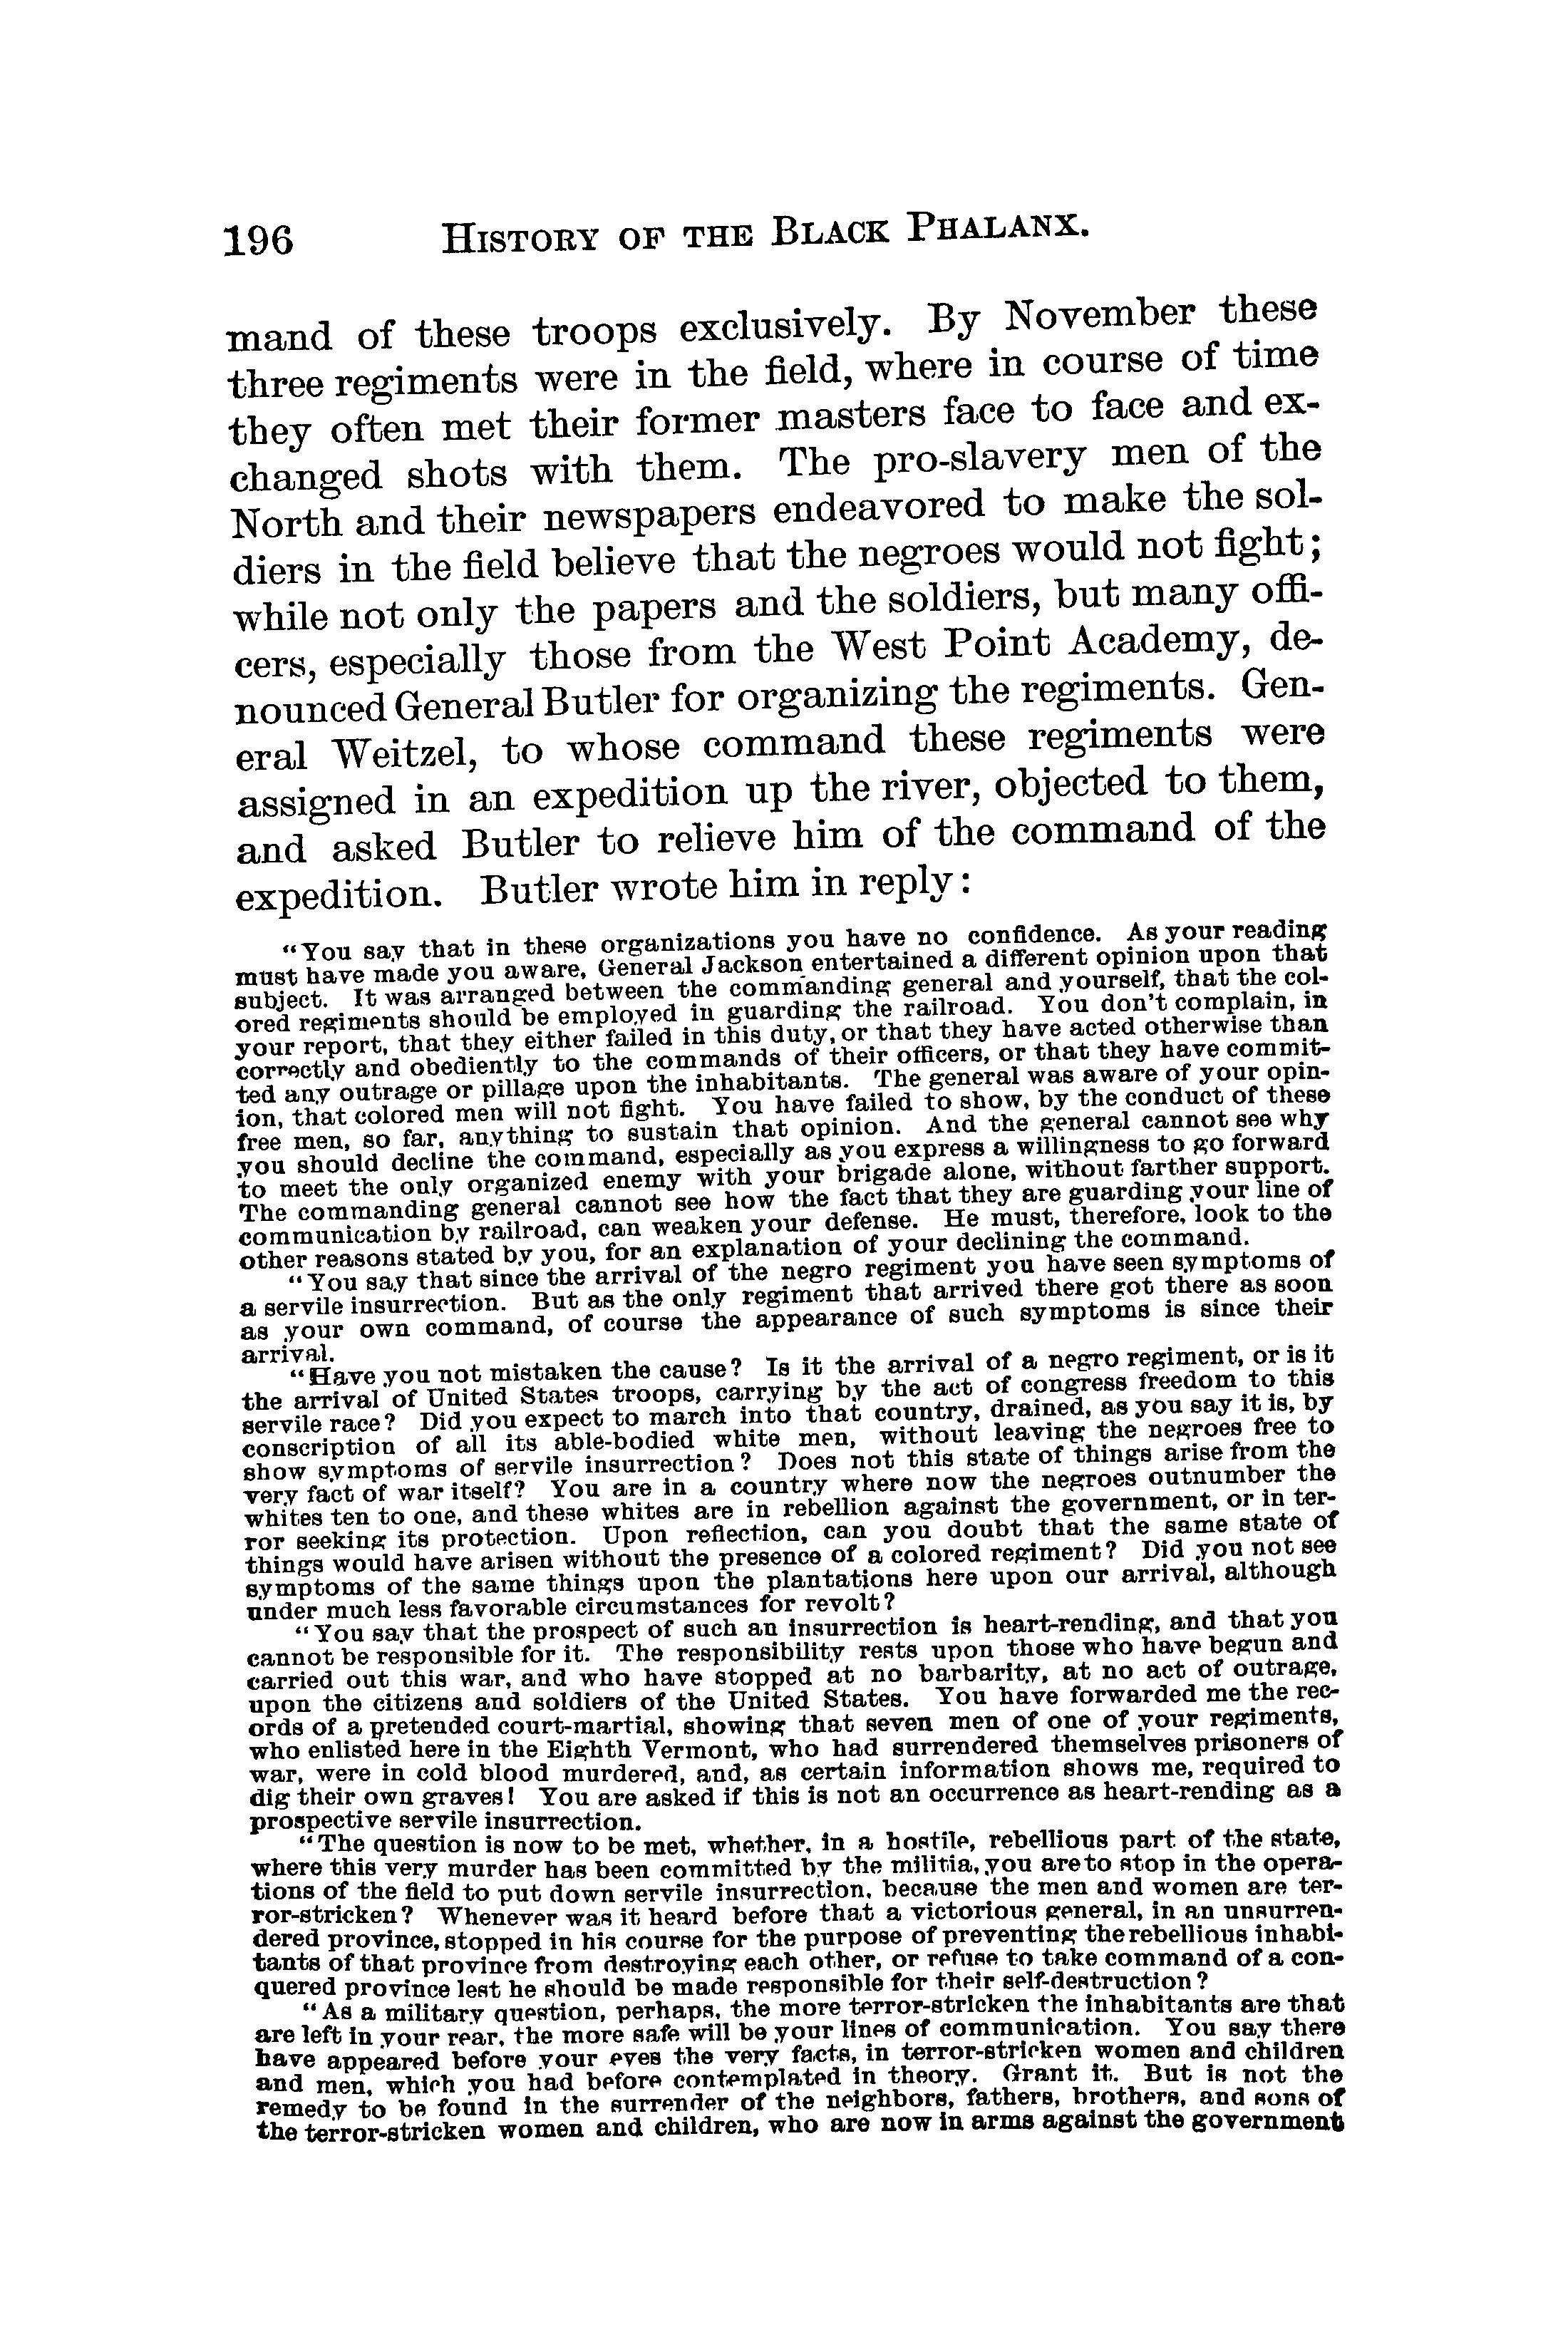 196 HISTORY OF THE BLACK PHALANX.
mand of these troops exclusively. By November these
three regiments were in the field, where in course of time
they often met their former masters face to face and ex-
changed shots with them. The pro-slavery men of the
North and their newspapers endeavored to make the sol-
diers in the field believe that the negroes would not fight;
while not only the papers and the soldiers, but many offi-
cers, especially those from the West Point Academy, de-
nounced General Butler for organizing the regiments. Gen-
eral Weitzel, to whose command these regiments were
assigned in an expedition up the river, objected to them,
and asked Butler to relieve him of the command of the
expedition. Butler wrote him in reply:
“You say that in these organizations you have no confidence. As your reading
must have made you aware, General Jackson entertained a different opinion upon that
subject. It was arranged between the commanding general and yourself, that the col-
ored regiments should be employed in guarding the railroad. You don't complain, in
your report, that they either failed in this duty, or that they have acted otherwise than
correctly and obediently to the commands of their officers, or that they have commit-
ted any outrage or pillage upon the inhabitants. The general was aware of your opin-
ion, that colored men will not fight. You have failed to show, by the conduct of these
free men, so far, anything to sustain that opinion. And the general cannot see why
you should decline the command, especially as you express a willingness to go forward
to meet the only organized enemy with your brigade alone, without farther support.
The commanding general cannot see how the fact that they are guarding your line of
communication by railroad, can weaken your defense. He must, therefore, look to the
other reasons stated by you, for an explanation of your declining the command.
“You say that since the arrival of the negro regiment you have seen symptoms of
a servile insurrection. But as the only regiment that arrived there got there as soon
as your own command, of course the appearance of such symptoms is since their
arrival.
“Have you not mistaken the cause? Is it the arrival of a negro regiment, or is it
the arrival of United States troops, carrying by the act of congress freedom to this
servile race? Did you expect to march into that country, drained, as you say it is, by
conscription of all its able-bodied white men, without leaving the negroes free to
show symptoms of servile insurrection? Does not this state of things arise from the
very fact of war itself? You are in a country where now the negroes outnumber the
whites ten to one, and these whites are in rebellion against the government, or in ter-
ror seeking its protection. Upon reflection, can you doubt that the same state of
things would have arisen without the presence of a colored regiment? Did you not see
symptoms of the same things upon the plantations here upon our arrival, although
under much less favorable circumstances for revolt?
“You say that the prospect of such an insurrection is heart-rending, and that you
cannot be responsible for it. The responsibility rests upon those who have begun and
carried out this war, and who have stopped at no barbarity, at no act of outrage,
upon the citizens and soldiers of the United States. You have forwarded me the rec-
ords of a pretended court-martial, showing that seven men of one of your regiments,
who enlisted here in the Eighth Vermont, who had surrendered themselves prisoners of
war, were in cold blood murdered, and, as certain information shows me, required to
dig their own graves! You are asked if this is not an occurrence as heart-rending as a
prospective servile insurrection.
“The question is now to be met, whether, in a hostile, rebellious part of the state,
where this very murder has been committed by the militia, you are to stop in the opera-
tions of the field to put down servile insurrection, because the men and women are ter-
ror-stricken? Whenever was it heard before that a victorious general, in an unsurren-
dered province, stopped in his course for the purpose of preventing the rebellious inhabi-
tants of that province from destroying each other, or refuse to take command of a con-
quered province lest he should be made responsible for their self-destruction?
“As a military question, perhaps, the more terror-stricken the inhabitants are that
are left in your rear, the more safe will be your lines of communication. You say there
have appeared before your eyes the very facts, in terror-stricken women and children
and men, which you had before contemplated in theory. Grant it. But is not the
remedy to be found in the surrender of the neighbors, fathers, brothers, and sons of
the terror-stricken women and children, who are now in arms against the government